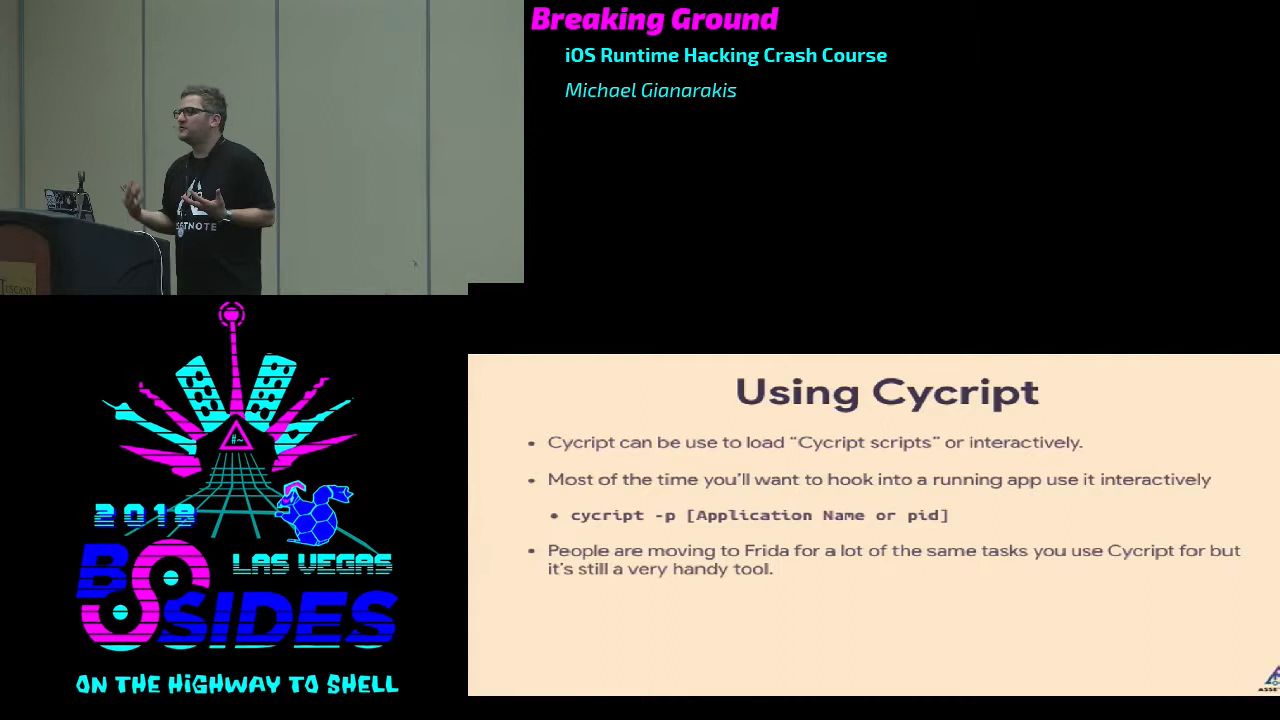 Breaking Ground
iOS Runtime Hacking Crash Course
Michael Gianarakis
TUSCANY
#~
2019
LAS VEGAS
BSIDES
ON THE HIGHWAY TO SHELL
Using Cycript
• Cycript can be use to load “Cycript scripts” or interactively.
• Most of the time you’ll want to hook into a running app use it interactively
• cycript -p [Application Name or pid]
• People are moving to Frida for a lot of the same tasks you use Cycript for but
it’s still a very handy tool.